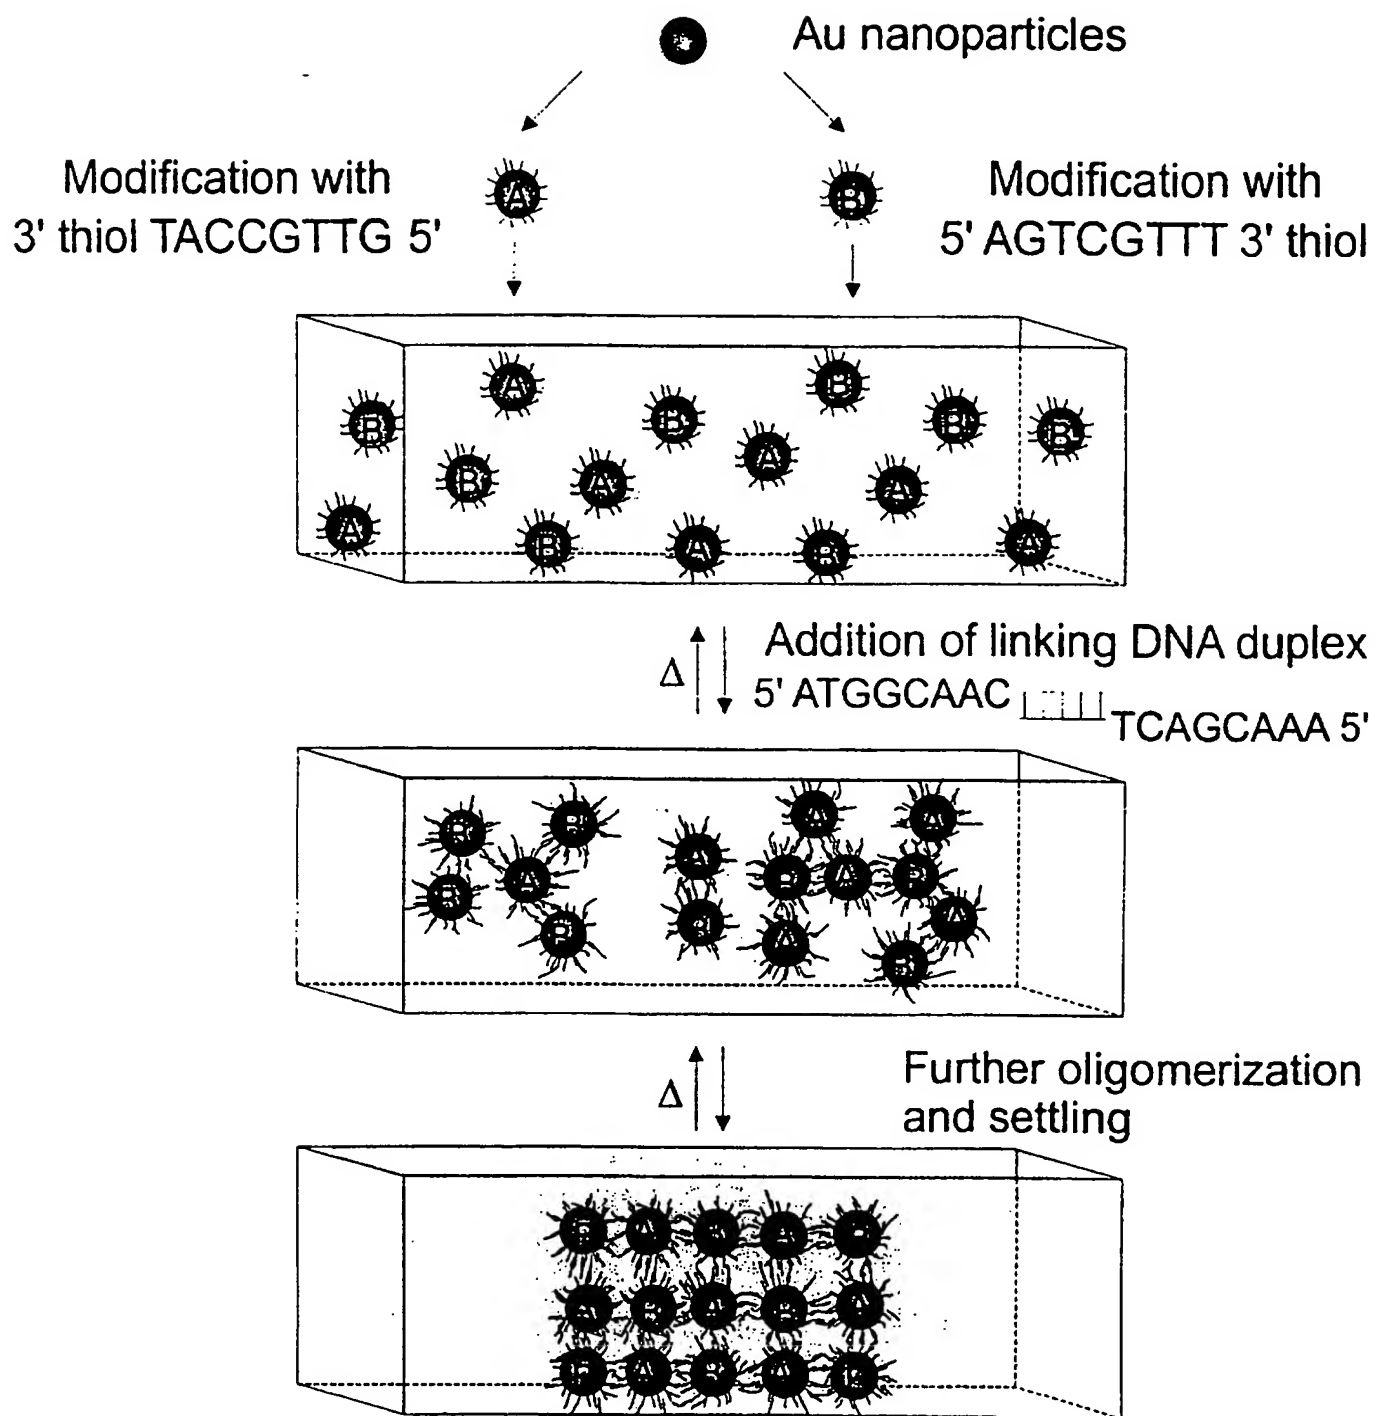 Au nanoparticles
Modification with
3' thiol TACCGTTG 5'
Modification with
5' AGTCGTTT 3' thiol
A
B
A
B
B
B
B
B
A
B
A
A
A
B
A
B
A
Δ
Addition of linking DNA duplex
5' ATGGCAAC
TCAGCAAA 5'
A
A
B
B
A
A
B
A
B
B
A
A
B
B
Δ
Further oligomerization
and settling
B
A
B
A
A
B
A
B
A
A
B
A
B